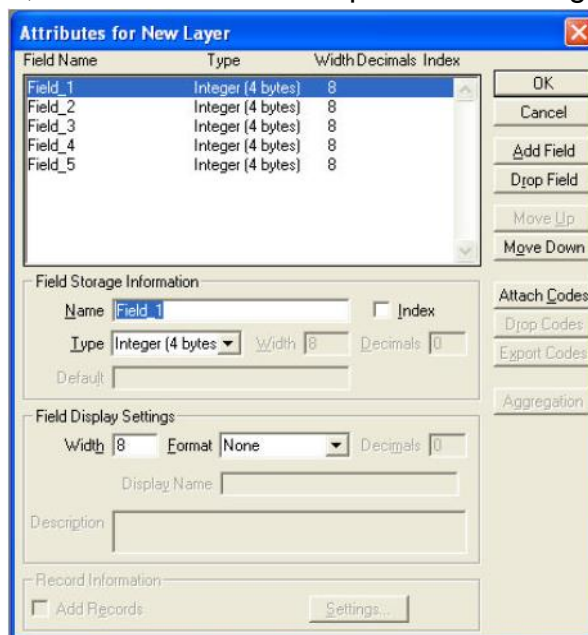 Attributes for New Layer
Field Name Type Width Decimals Index
Field_1 Integer (4 bytes) 8
Field_2 Integer (4 bytes) 8
Field_3 Integer (4 bytes) 8
Field_4 Integer (4 bytes) 8
Field_5 Integer (4 bytes) 8
OK
Cancel
Add Field
Drop Field
Move Up
Move Down
Attach Codes
Drop Codes
Export Codes
Aggregation
Field Storage Information
Name Field_1 Index
Type Integer (4 bytes Width 8 Decimals 0
Default
Field Display Settings
Width 8 Format None Decimals 0
Display Name
Description
Record Information
Add Records Settings...